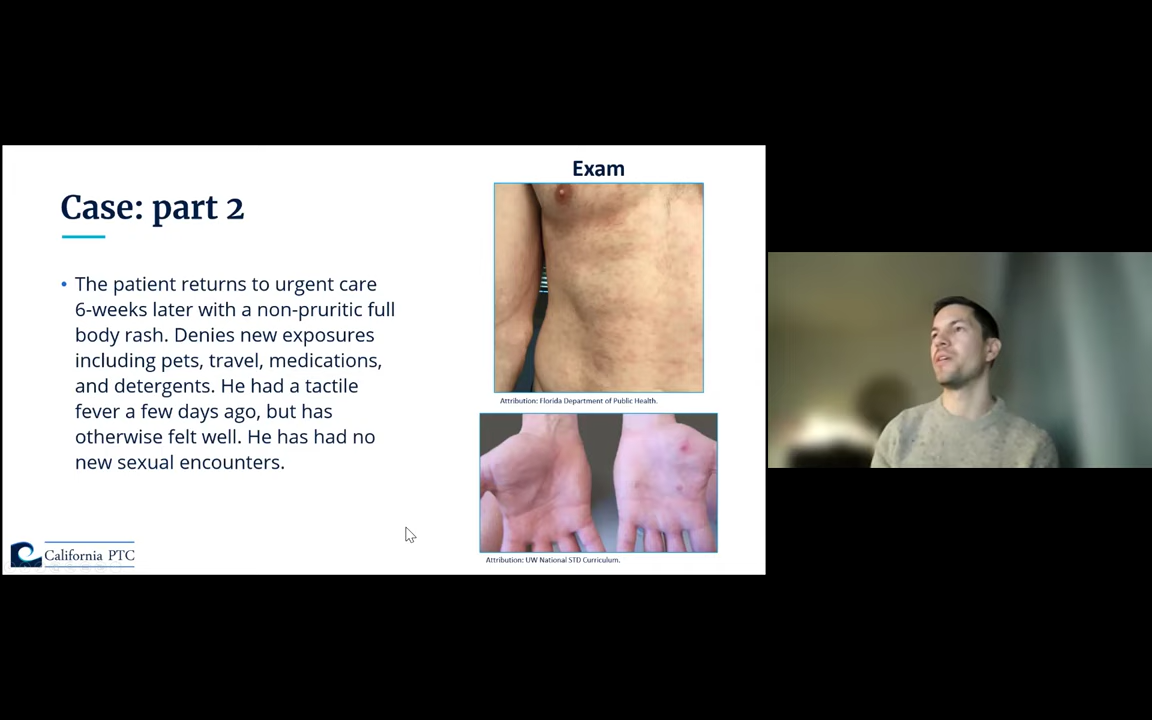 Case: part 2
• The patient returns to urgent care
6-weeks later with a non-pruritic full
body rash. Denies new exposures
including pets, travel, medications,
and detergents. He had a tactile
fever a few days ago, but has
otherwise felt well. He has had no
new sexual encounters.
Exam
Attribution: Florida Department of Public Health.
Attribution: UW National STD Curriculum.
California PTC